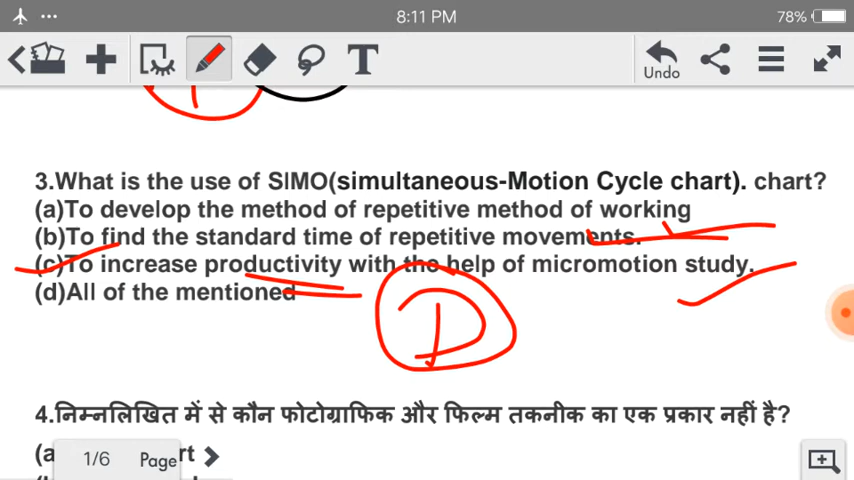 8:11 PM
78%
T
Undo
3.What is the use of SIMO(simultaneous-Motion Cycle chart). chart?
(a)To develop the method of repetitive method of working
(b)To find the standard time of repetitive movements.
(c)To increase productivity with the help of micromotion study.
(d)All of the mentioned
D
4.निम्नलिखित में से कौन फोटोग्राफिक और फिल्म तकनीक का एक प्रकार नहीं है?
(a rt
1/6 Page